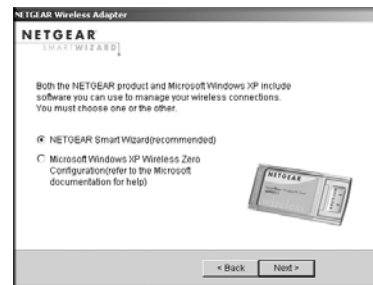 NETGEAR Wireless Adapter
NETGEAR
SMARTWIZARD
Both the NETGEAR product and Microsoft Windows XP include
software you can use to manage your wireless connections.
You must choose one or the other.
NETGEAR Smart Wizard(recommended)
Microsoft Windows XP Wireless Zero
Configuration(refer to the Microsoft
documentation for help)
NETGEAR
wireless
< Back
Next >